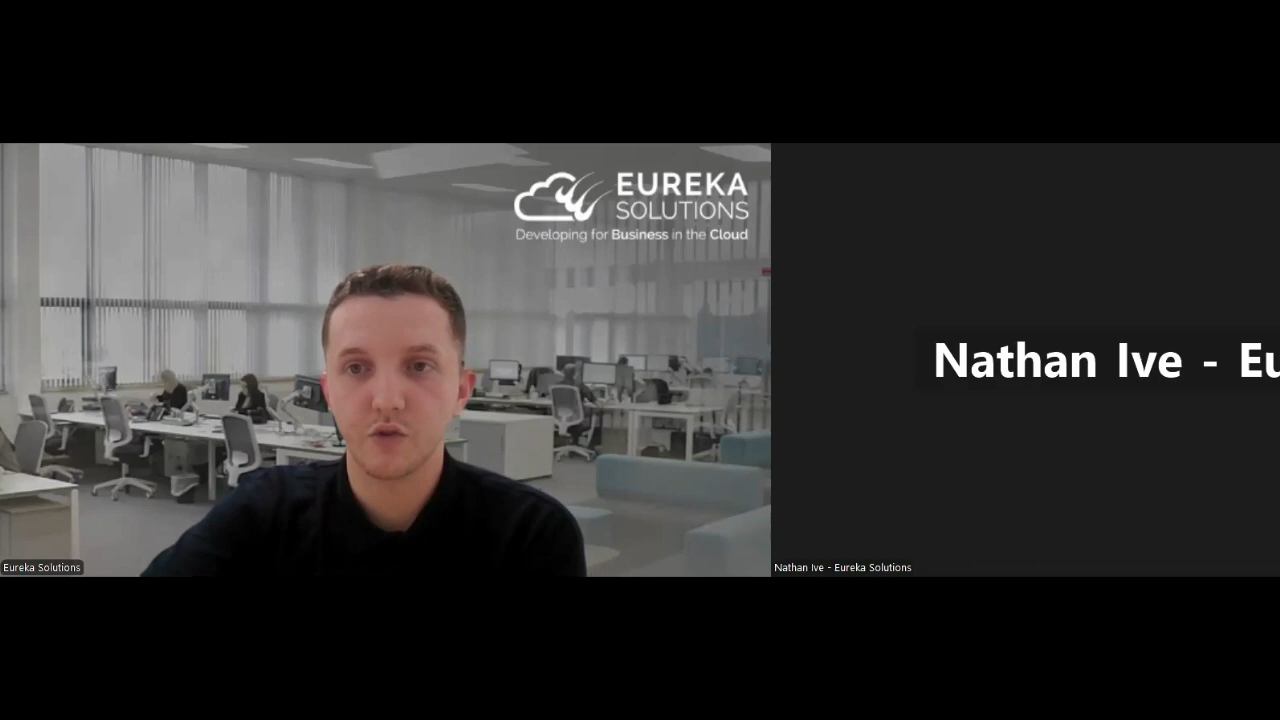 EUREKA
SOLUTIONS
Developing for Business in the Cloud
Nathan Ive - Eu
Eureka Solutions
Nathan Ive - Eureka Solutions